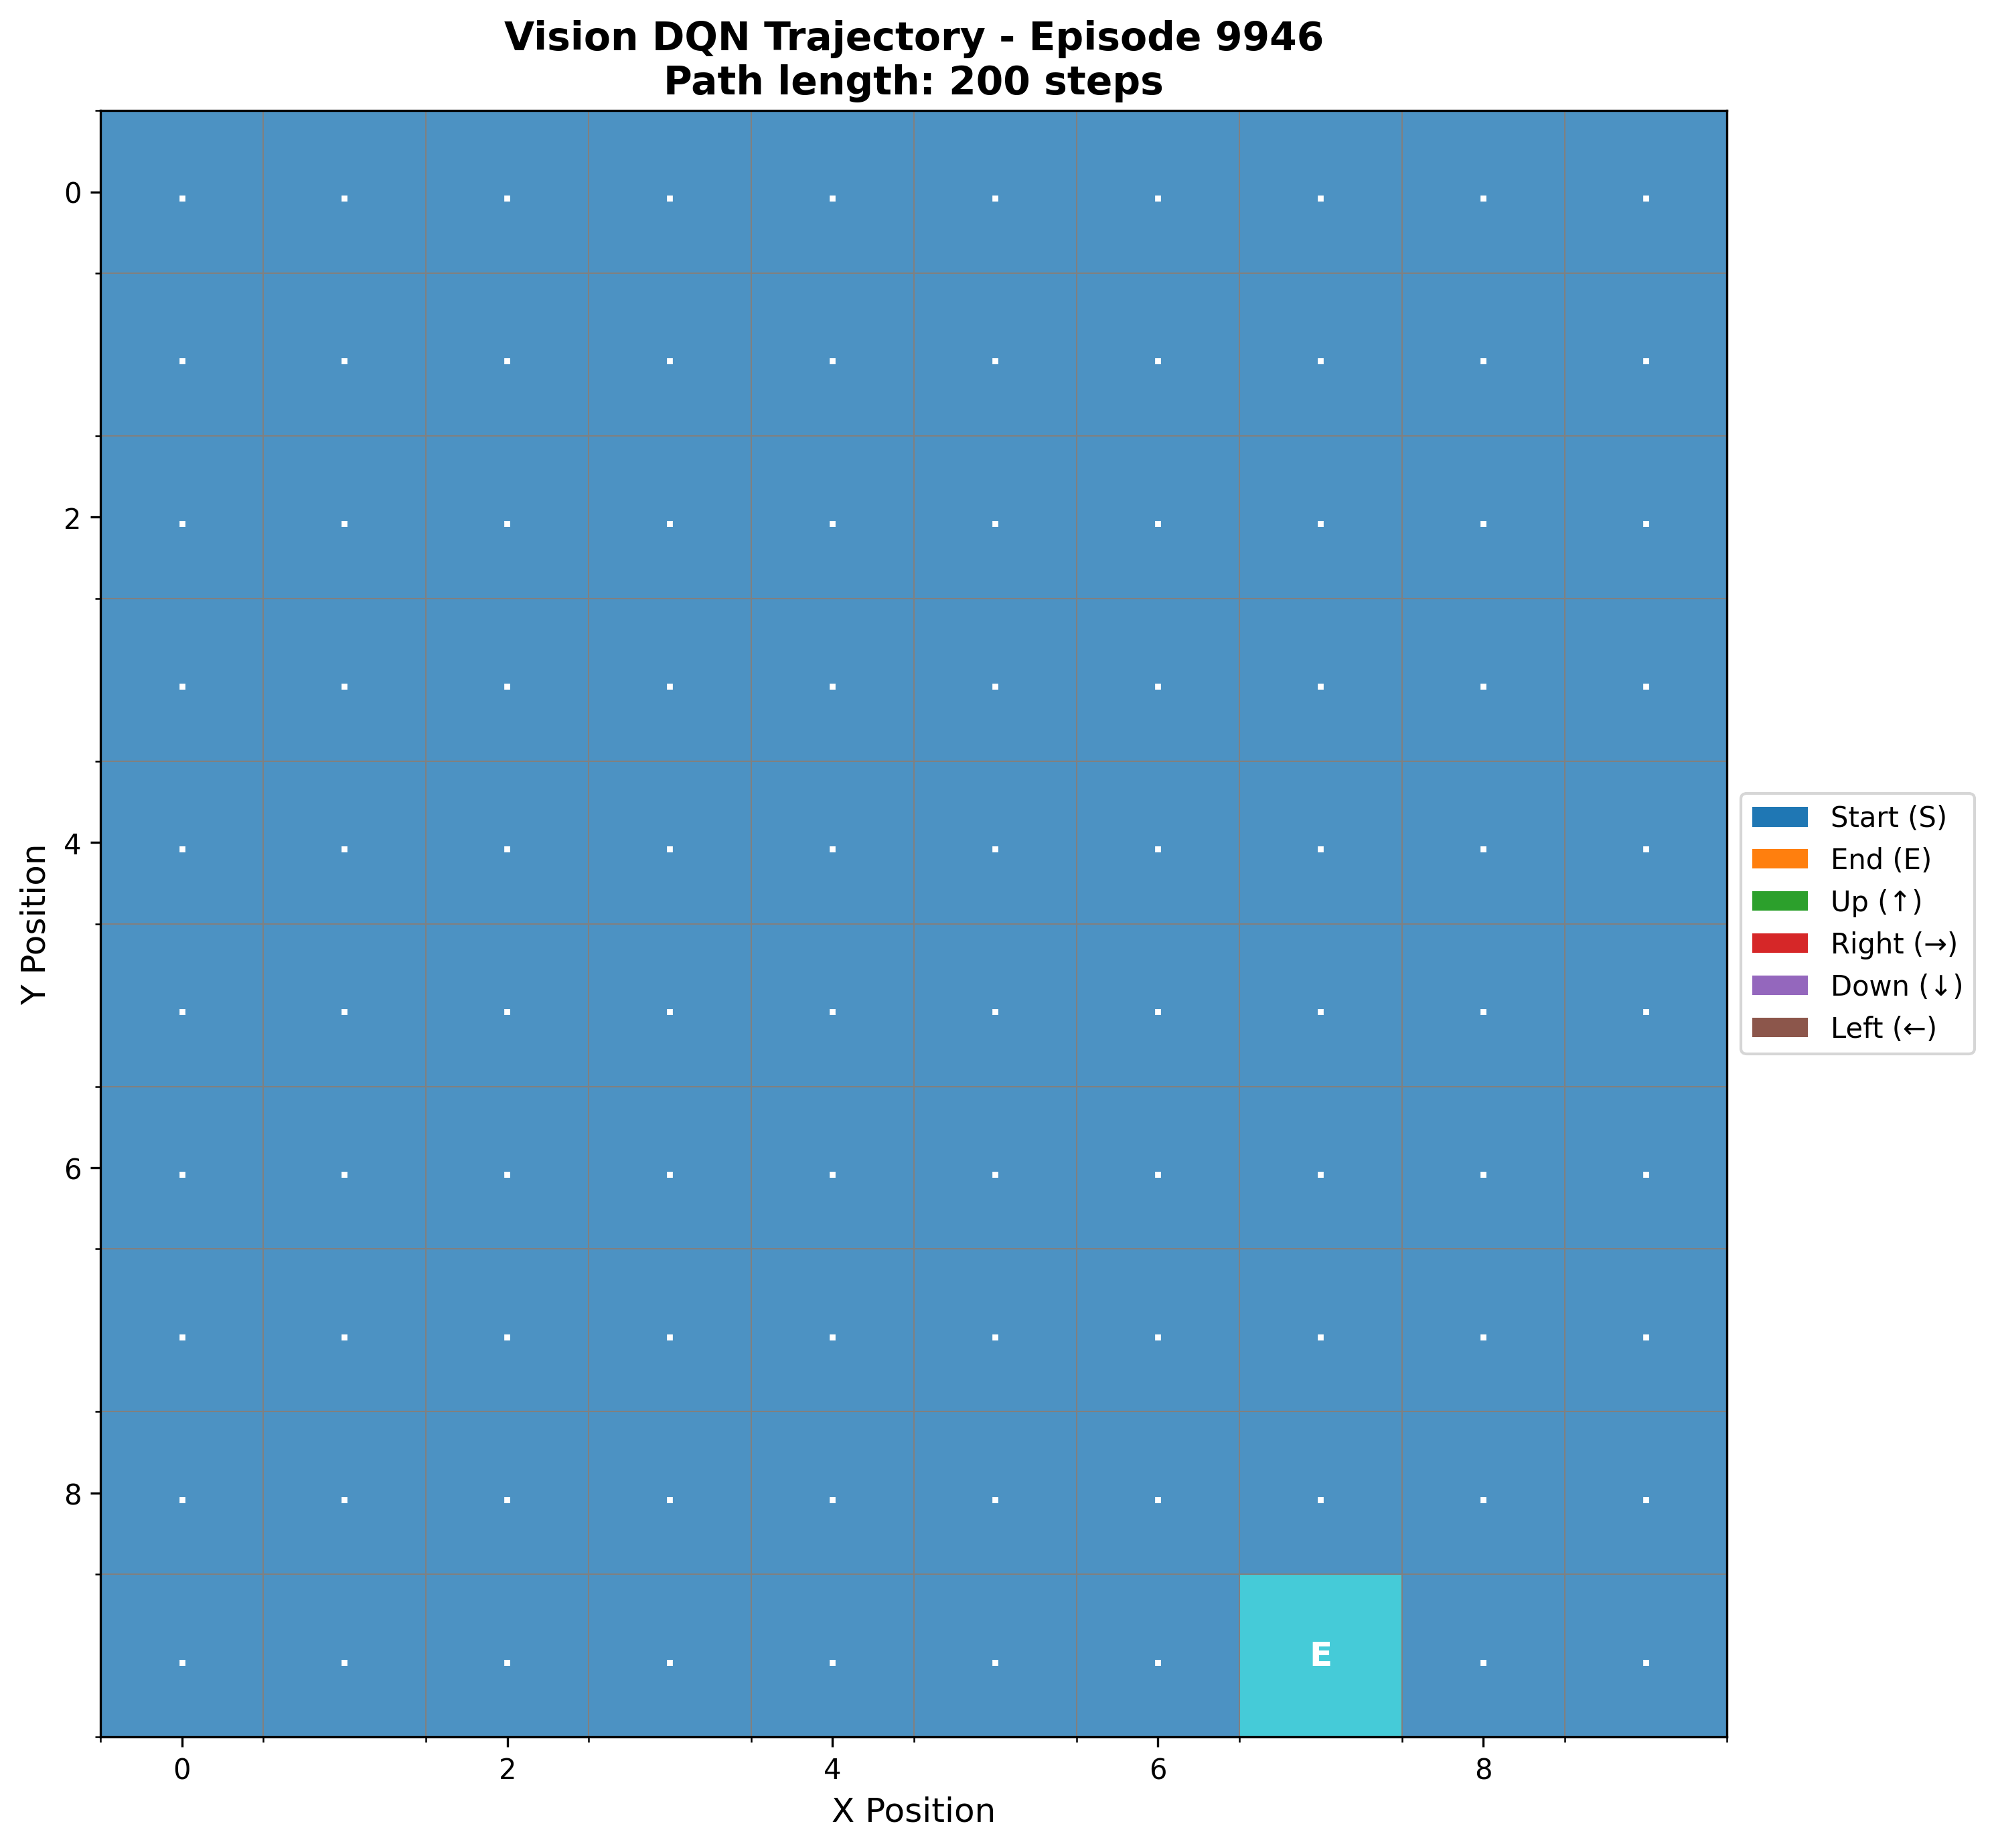 Vision DQN Trajectory - Episode 9946
Path length: 200 steps
0
2
4
6
8
Y Position
. . . . . . . . . .
. . . . . . . . . .
. . . . . . . . . .
. . . . . . . . . .
. . . . . . . . . .
. . . . . . . . . .
. . . . . . . . . .
. . . . . . . . . .
. . . . . . . . . .
. . . . . . . E . .
0 2 4 6 8
X Position
Start (S)
End (E)
Up (↑)
Right (→)
Down (↓)
Left (←)